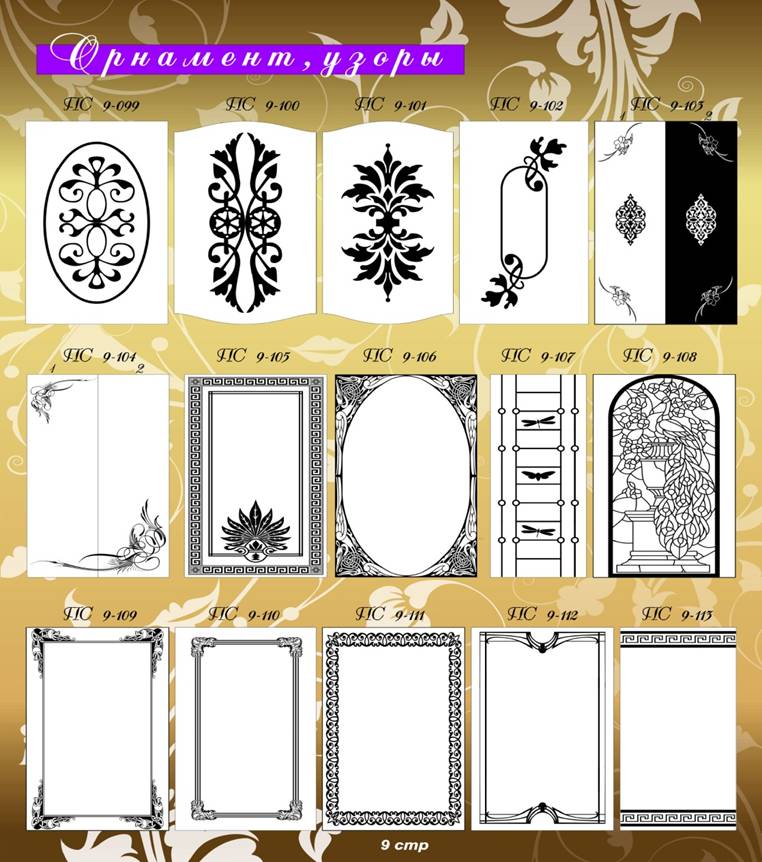 Орнамент, узоры
ПС 9-099 ПС 9-100 ПС 9-101 ПС 9-102 ПС 9-103
1 2
ПС 9-104 ПС 9-105 ПС 9-106 ПС 9-107 ПС 9-108
1 2
ПС 9-109 ПС 9-110 ПС 9-111 ПС 9-112 ПС 9-113
9 стр